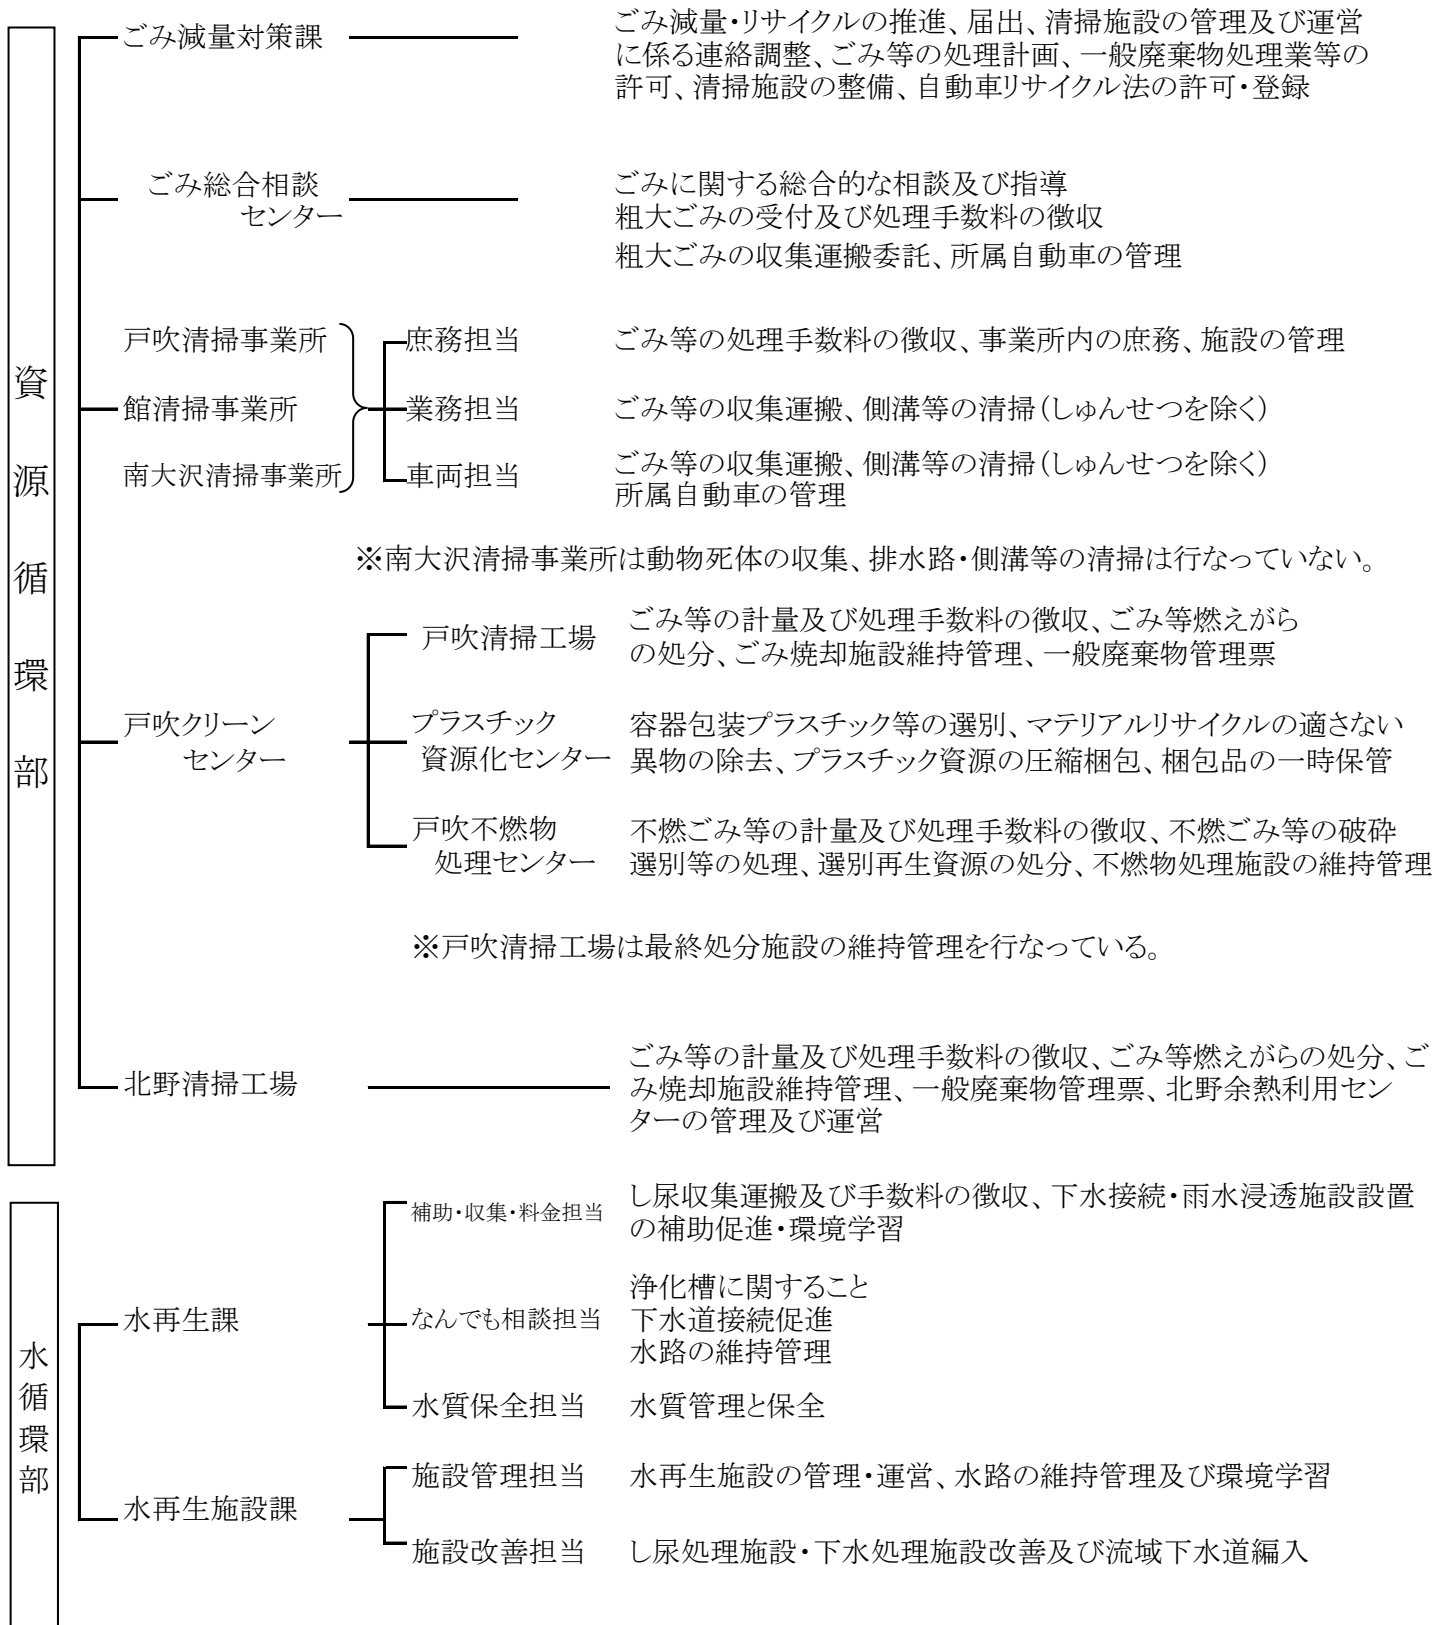 資源循環部
ごみ減量対策課
ごみ減量・リサイクルの推進、届出、清掃施設の管理及び運営
に係る連絡調整、ごみ等の処理計画、一般廃棄物処理業等の
許可、清掃施設の整備、自動車リサイクル法の許可・登録
ごみ総合相談
センター
ごみに関する総合的な相談及び指導
粗大ごみの受付及び処理手数料の徴収
粗大ごみの収集運搬委託、所属自動車の管理
戸吹清掃事業所
館清掃事業所
南大沢清掃事業所
庶務担当
ごみ等の処理手数料の徴収、事業所内の庶務、施設の管理
業務担当
ごみ等の収集運搬、側溝等の清掃(しゅんせつを除く)
車両担当
ごみ等の収集運搬、側溝等の清掃(しゅんせつを除く)
所属自動車の管理
※南大沢清掃事業所は動物死体の収集、排水路・側溝等の清掃は行なっていない。
戸吹クリーン
センター
戸吹清掃工場
ごみ等の計量及び処理手数料の徴収、ごみ等燃えがら
の処分、ごみ焼却施設維持管理、一般廃棄物管理票
プラスチック
資源化センター
容器包装プラスチック等の選別、マテリアルリサイクルの適さない
異物の除去、プラスチック資源の圧縮梱包、梱包品の一時保管
戸吹不燃物
処理センター
不燃ごみ等の計量及び処理手数料の徴収、不燃ごみ等の破砕
選別等の処理、選別再生資源の処分、不燃物処理施設の維持管理
※戸吹清掃工場は最終処分施設の維持管理を行なっている。
北野清掃工場
ごみ等の計量及び処理手数料の徴収、ごみ等燃えがらの処分、ご
み焼却施設維持管理、一般廃棄物管理票、北野余熱利用セン
ターの管理及び運営
水循環部
水再生課
補助・収集・料金担当
し尿収集運搬及び手数料の徴収、下水接続・雨水浸透施設設置
の補助促進・環境学習
なんでも相談担当
浄化槽に関すること
下水道接続促進
水路の維持管理
水質保全担当
水質管理と保全
水再生施設課
施設管理担当
水再生施設の管理・運営、水路の維持管理及び環境学習
施設改善担当
し尿処理施設・下水処理施設改善及び流域下水道編入